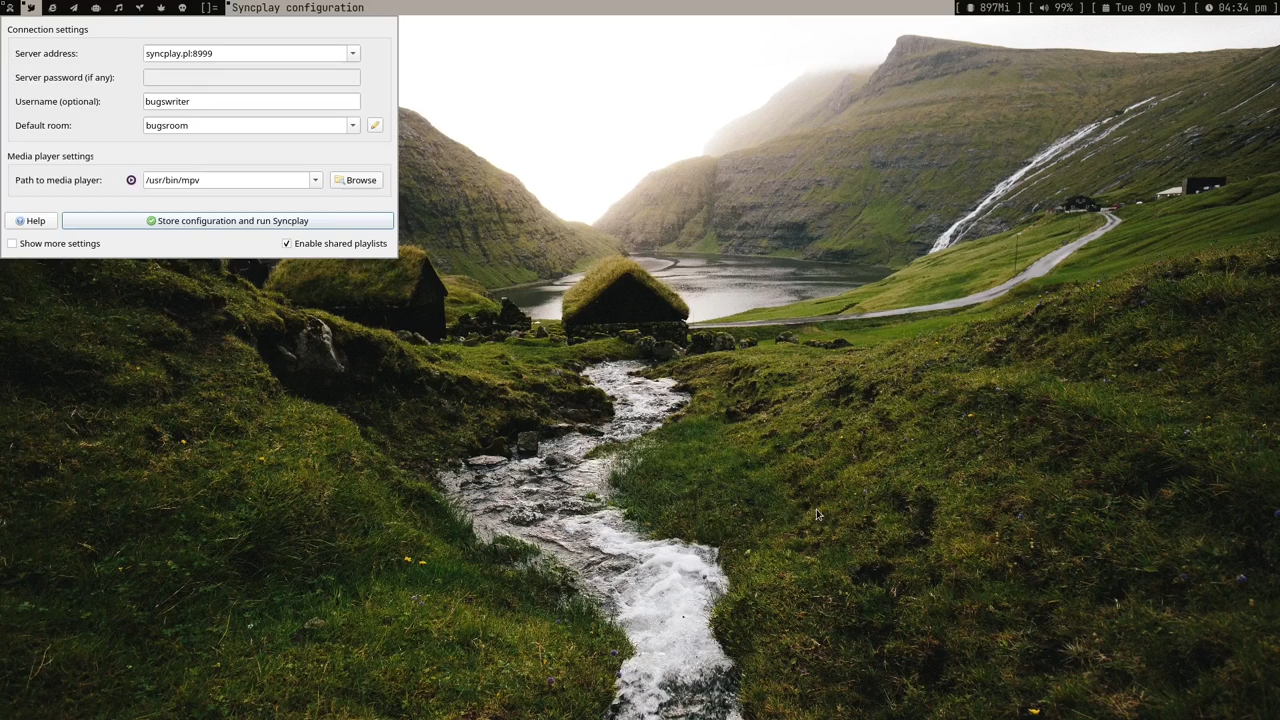 []= Syncplay configuration [ 897Mi ] [ 99% ] [ Tue 09 Nov ] [ 04:34 pm ]
Connection settings
Server address: syncplay.pl:8999
Server password (if any):
Username (optional): bugswriter
Default room: bugsroom
Media player settings
Path to media player: /usr/bin/mpv Browse
Help Store configuration and run Syncplay
Show more settings Enable shared playlists